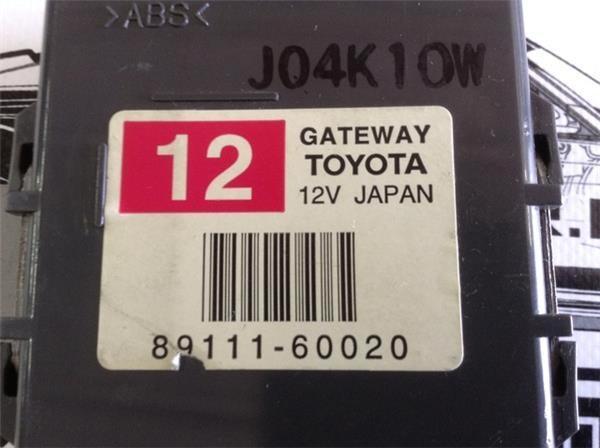 >ABS<
J04K10W
12
GATEWAY
TOYOTA
12V JAPAN
89111-60020